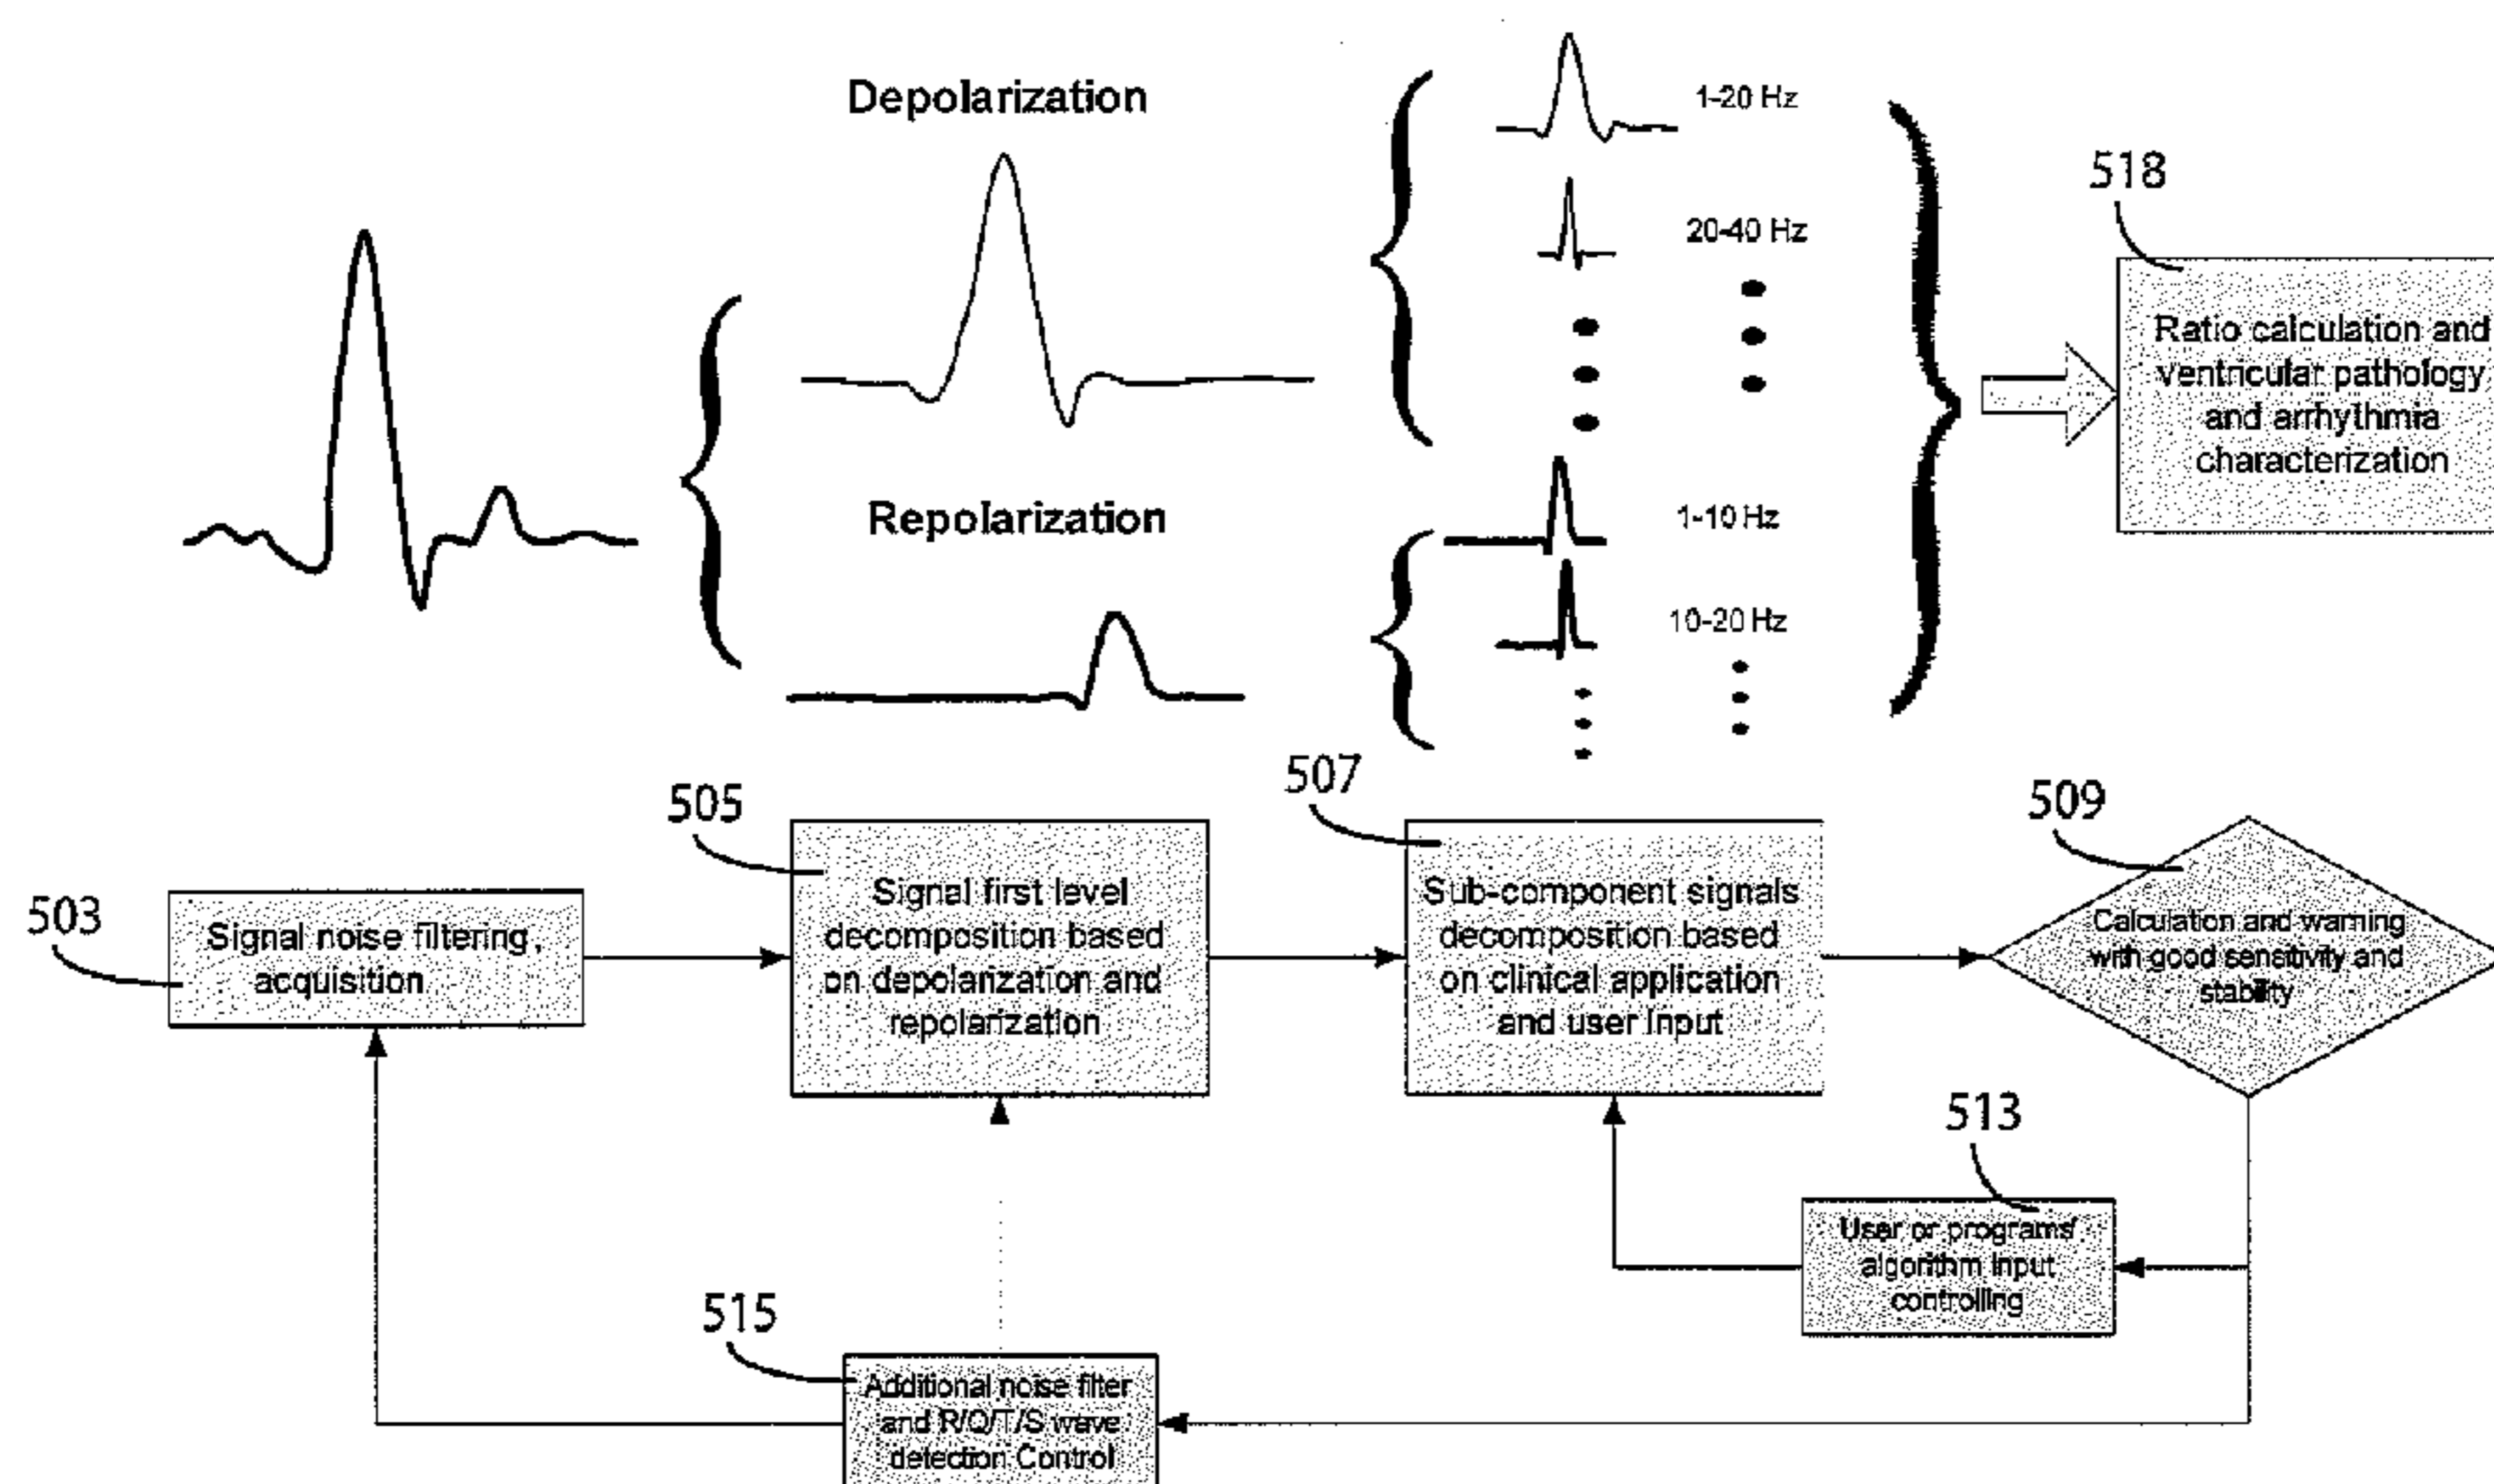 Depolarization
1-20 Hz
518
20-40 Hz
Ratio calculation and
ventricular pathology
and arrhythmia
characterization
Repolarization
1-10 Hz
10-20 Hz
503
Signal noise filtering,
acquisition
505
Signal first level
decomposition based
on depolarization and
repolarization
507
Sub-component signals
decomposition based
on clinical application
and user input
509
Calculation and warning
with good sensitivity and
stability
513
User or programs'
algorithm input
controlling
515
Additional noise filter
and R/Q/T/S wave
detection Control